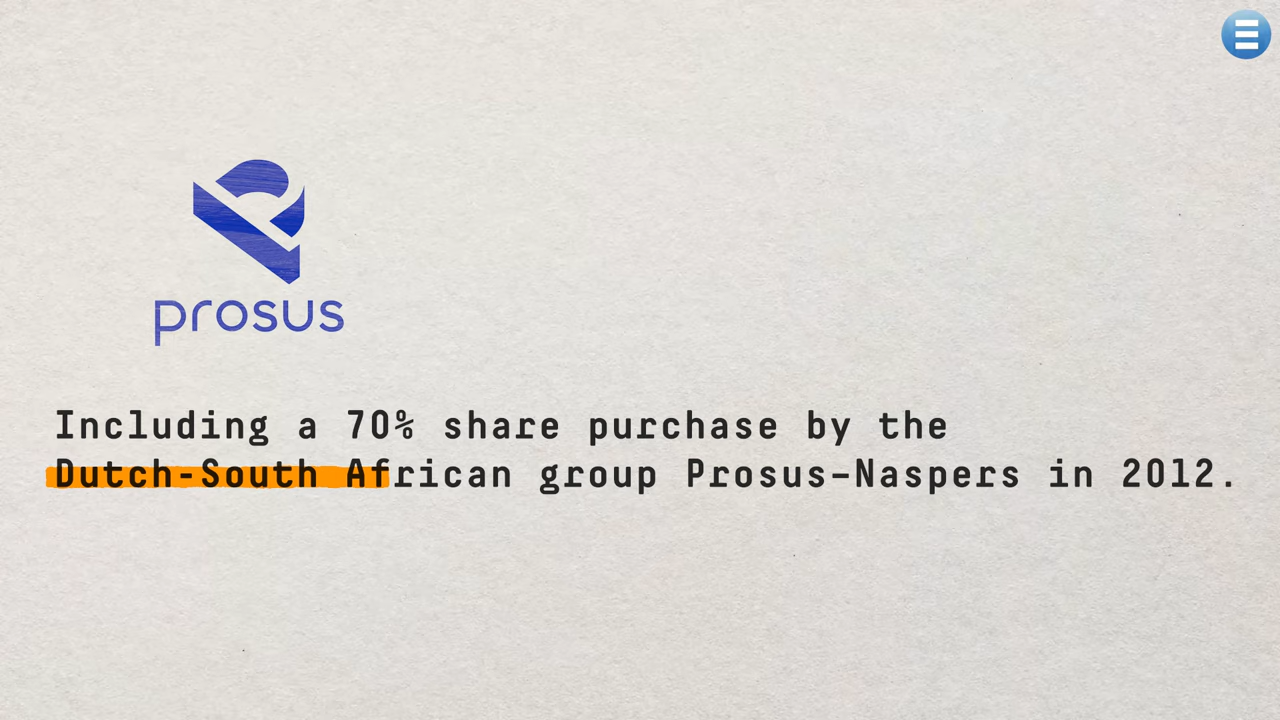 prosus
Including a 70% share purchase by the
Dutch-South African group Prosus-Naspers in 2012.